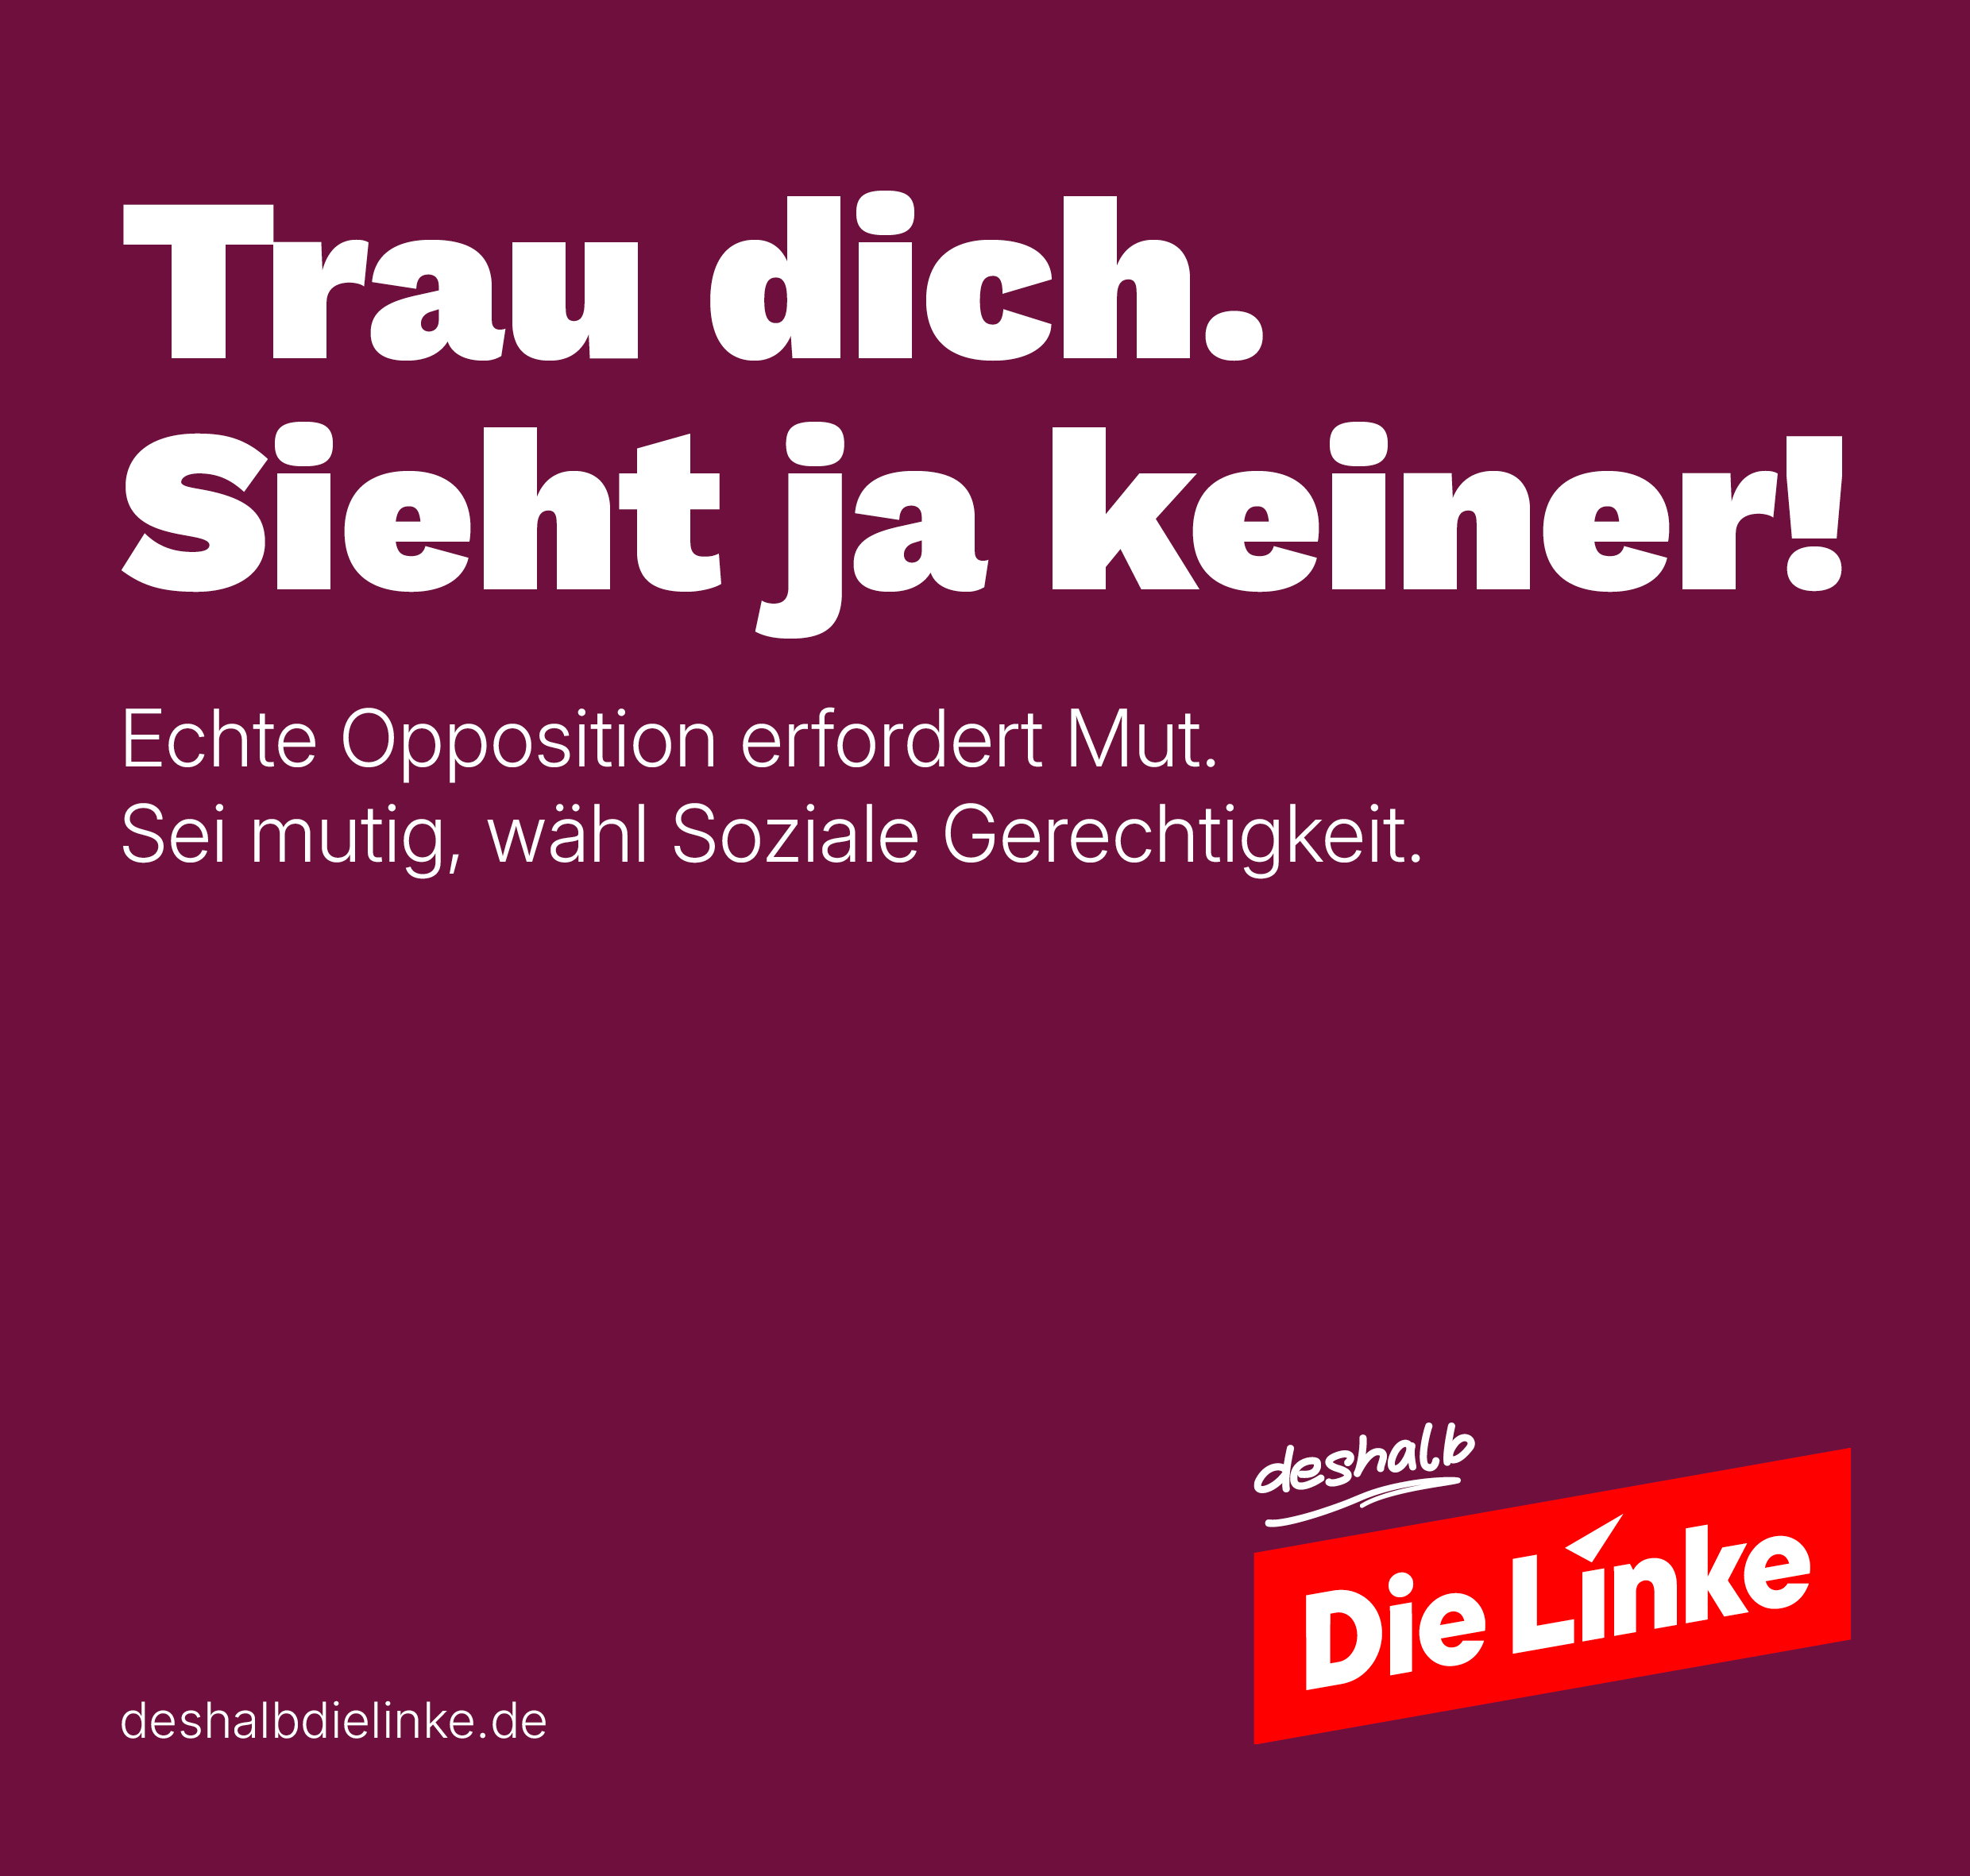 Trau dich.
Sieht ja keiner!
Echte Opposition erfordert Mut.
Sei mutig, wähl Soziale Gerechtigkeit.
deshalb
Die Linke
deshalbdielinke.de